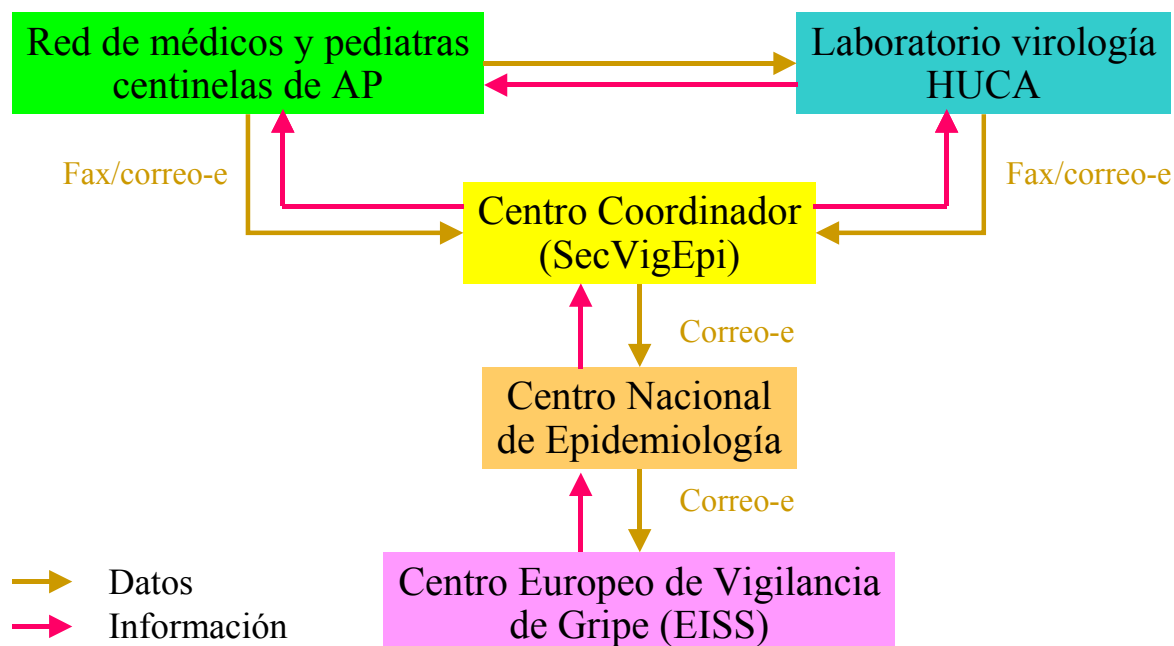 Red de médicos y pediatras
centinelas de AP
Laboratorio virología
HUCA
Fax/correo-e
Fax/correo-e
Centro Coordinador
(SecVigEpi)
Correo-e
Centro Nacional
de Epidemiología
Correo-e
Centro Europeo de Vigilancia
de Gripe (EISS)
Datos
Información